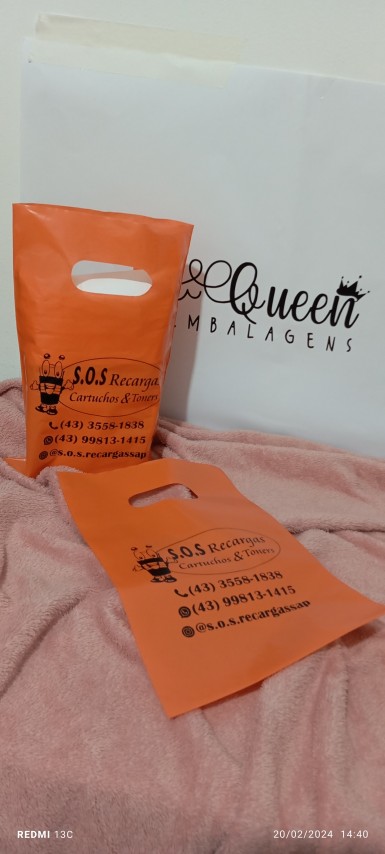 Queen
MBALAGENS
S.O.S Recargas
Cartuchos & Toners
(43) 3558-1838
(43) 99813-1415
@s.o.s.recargassap
S.O.S Recargas
Cartuchos & Toners
(43) 3558-1838
(43) 99813-1415
@s.o.s.recargassap
REDMI 13C
20/02/2024 14:40